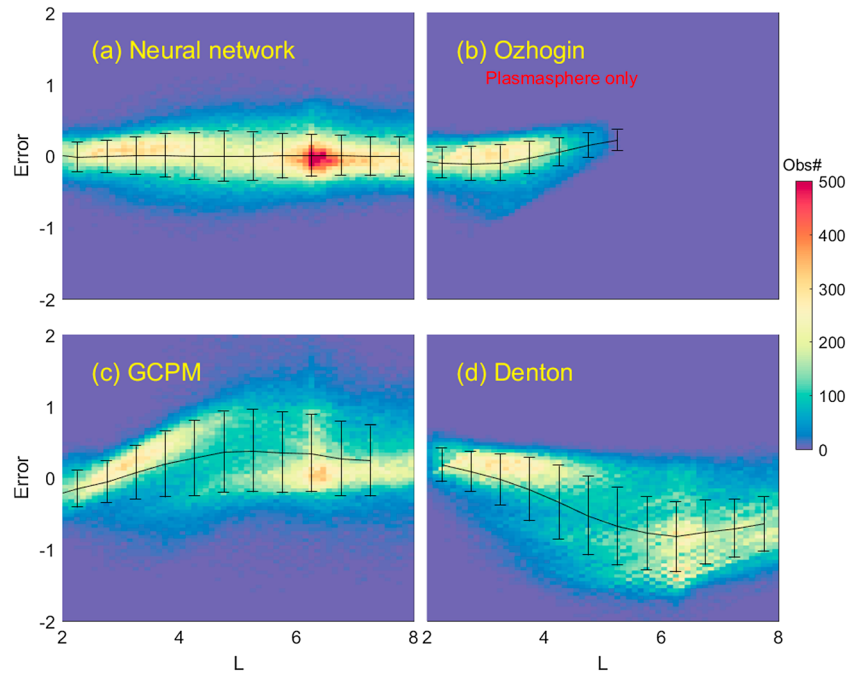 2
(a) Neural network
(b) Ozhogin
Plasmasphere only
1
Error
0
-1
-2
Obs#
500
400
300
200
100
0
2
(c) GCPM
(d) Denton
1
Error
0
-1
-2
2
4
6
8
2
4
6
8
L
L